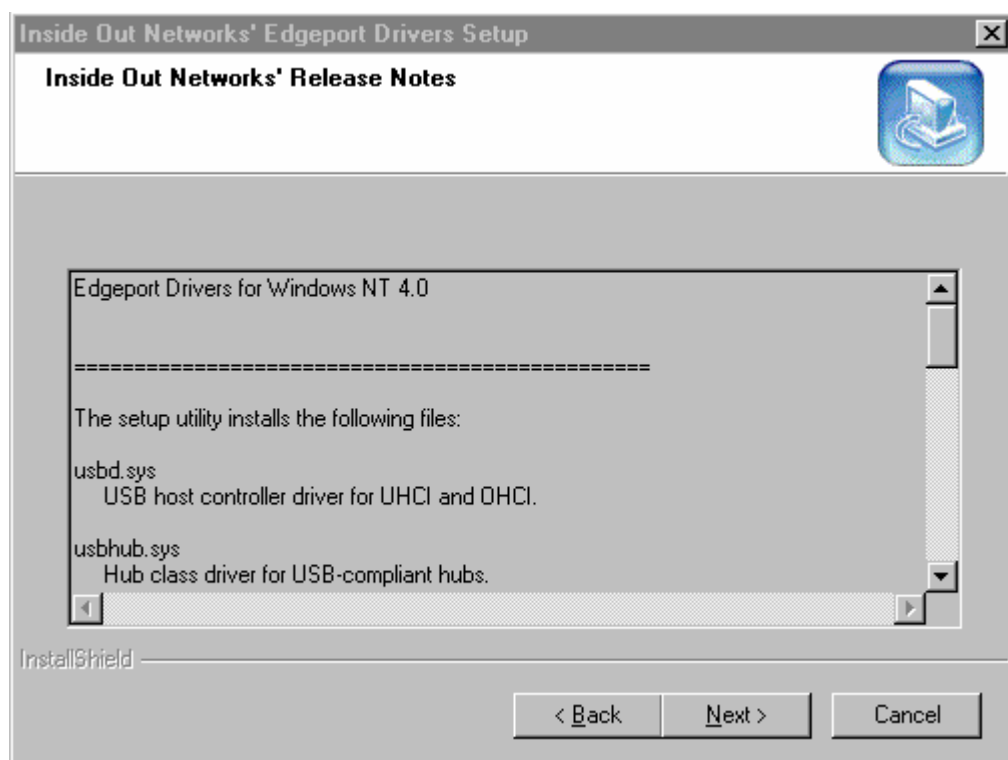 Inside Out Networks' Edgeport Drivers Setup
Inside Out Networks' Release Notes
Edgeport Drivers for Windows NT 4.0
================================================
The setup utility installs the following files:
usbd.sys
USB host controller driver for UHCI and OHCI.
usbhub.sys
Hub class driver for USB-compliant hubs.
InstallShield
< Back
Next >
Cancel